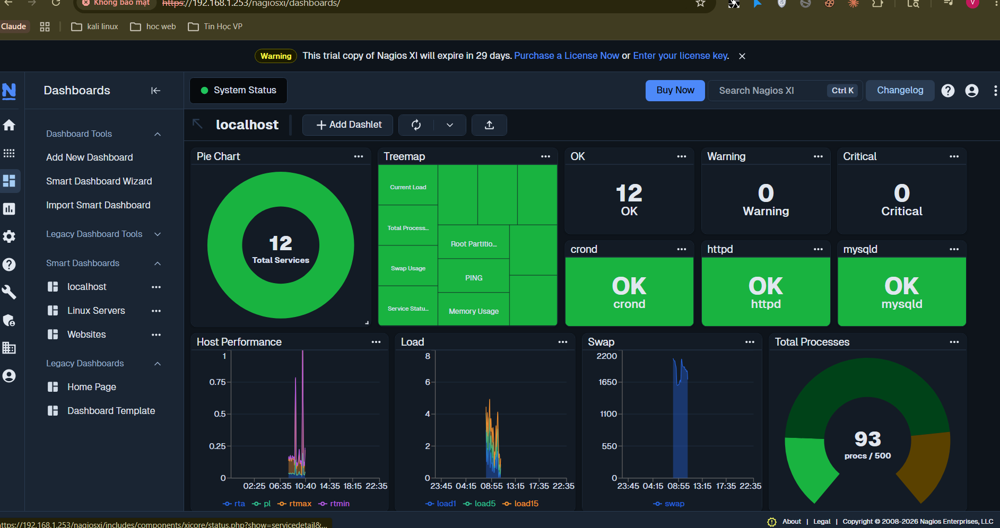 Không bảo mật
https://192.168.1.253/nagiosxi/dashboards/
V
Claude
kali linux
hoc web
Tin Học VP
Warning
This trial copy of Nagios XI will expire in 29 days. Purchase a License Now or Enter your license key.
N
Dashboards
System Status
Buy Now
Search Nagios XI
Ctrl K
Changelog
localhost
Add Dashlet
Dashboard Tools
Add New Dashboard
Smart Dashboard Wizard
Import Smart Dashboard
Legacy Dashboard Tools
Smart Dashboards
localhost
Linux Servers
Websites
Legacy Dashboards
Home Page
Dashboard Template
Pie Chart
12
Total Services
Treemap
Current Load
Total Process...
Swap Usage
Service Statu...
Root Partitio...
PING
Memory Usage
OK
12
OK
Warning
0
Warning
Critical
0
Critical
crond
OK
crond
httpd
OK
httpd
mysqld
OK
mysqld
Host Performance
1
0.75
0.5
0.25
0
02:25 06:35 10:40 14:35 18:15 22:35
rta pl rtmax rtmin
Load
8
6
4
2
0
23:45 04:15 08:55 13:15 17:35 22:35
load1 load5 load15
Swap
2200
1650
1100
550
0
23:45 04:15 08:55 13:15 17:35 22:35
swap
Total Processes
93
procs / 500
ttps://192.168.1.253/nagiosxi/includes/components/xicore/status.php?show=servicedetail&...
About | Legal | Copyright © 2008-2026 Nagios Enterprises, LLC